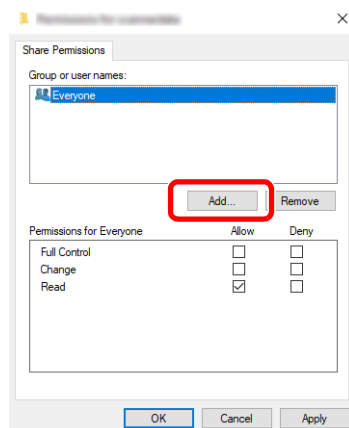 Share Permissions
Group or user names:
Everyone
Add... Remove
Permissions for Everyone Allow Deny
Full Control
Change
Read
OK Cancel Apply